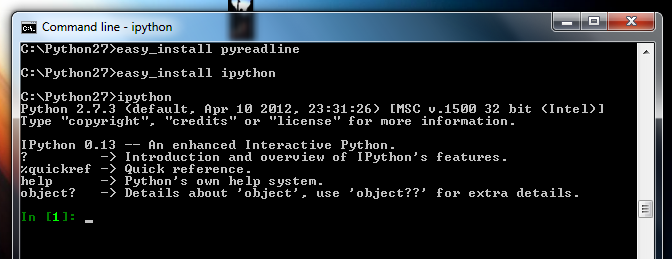 Command line - ipython
C:\Python27>easy_install pyreadline
C:\Python27>easy_install ipython
C:\Python27>ipython
Python 2.7.3 (default, Apr 10 2012, 23:31:26) [MSC v.1500 32 bit (Intel)]
Type "copyright", "credits" or "license" for more information.
IPython 0.13 -- An enhanced Interactive Python.
?         -> Introduction and overview of IPython's features.
%quickref -> Quick reference.
help      -> Python's own help system.
object?   -> Details about 'object', use 'object??' for extra details.
In [1]: _